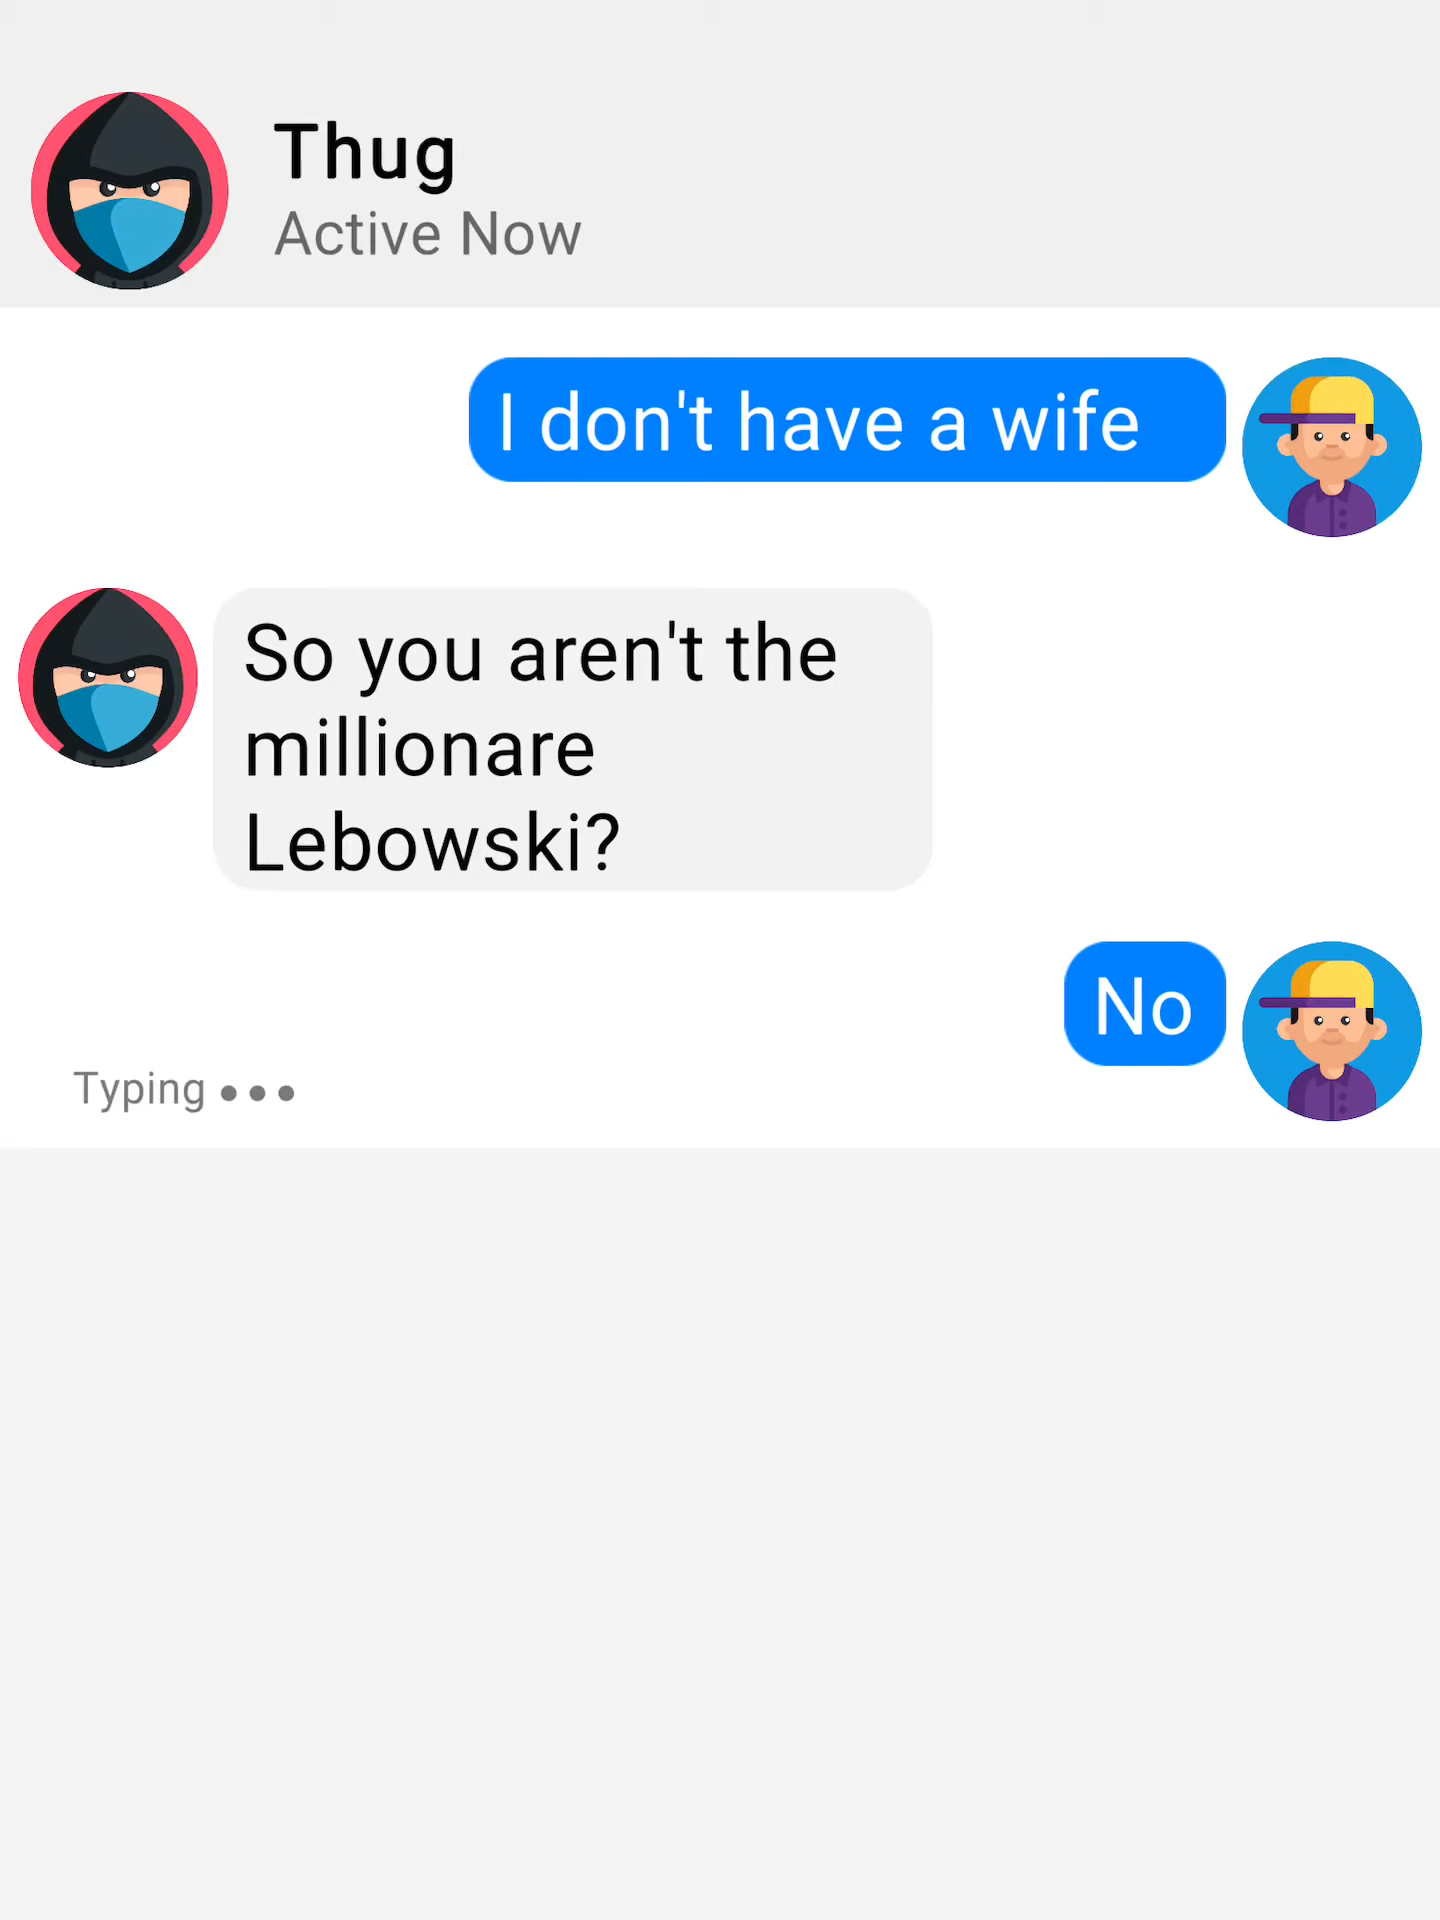 Thug
Active Now
I don't have a wife
So you aren't the
millionare
Lebowski?
No
Typing •••